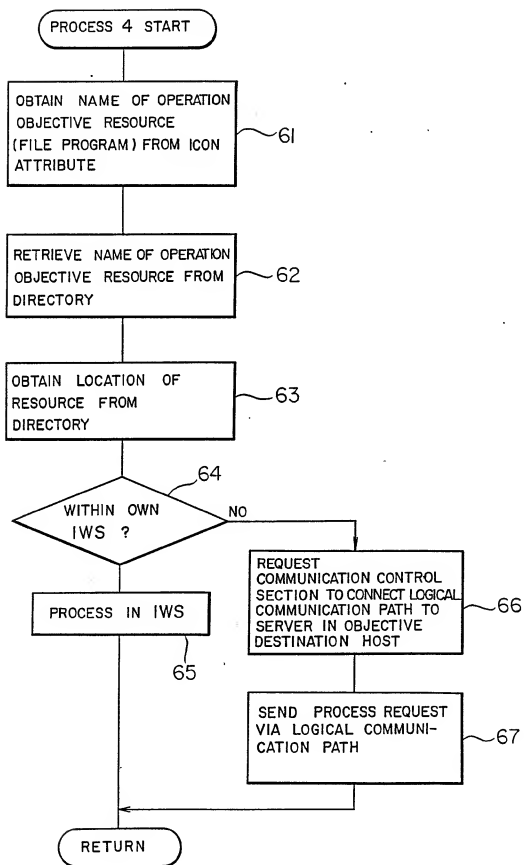 PROCESS 4 START
OBTAIN NAME OF OPERATION
OBJECTIVE RESOURCE
(FILE PROGRAM) FROM ICON
ATTRIBUTE
61
RETRIEVE NAME OF OPERATION
OBJECTIVE RESOURCE FROM
DIRECTORY
62
OBTAIN LOCATION OF
RESOURCE FROM
DIRECTORY
63
64
WITHIN OWN
IWS ?
NO
PROCESS IN IWS
65
REQUEST
COMMUNICATION CONTROL
SECTION TO CONNECT LOGICAL
COMMUNICATION PATH TO
SERVER IN OBJECTIVE
DESTINATION HOST
66
SEND PROCESS REQUEST
VIA LOGICAL COMMUNI-
CATION PATH
67
RETURN